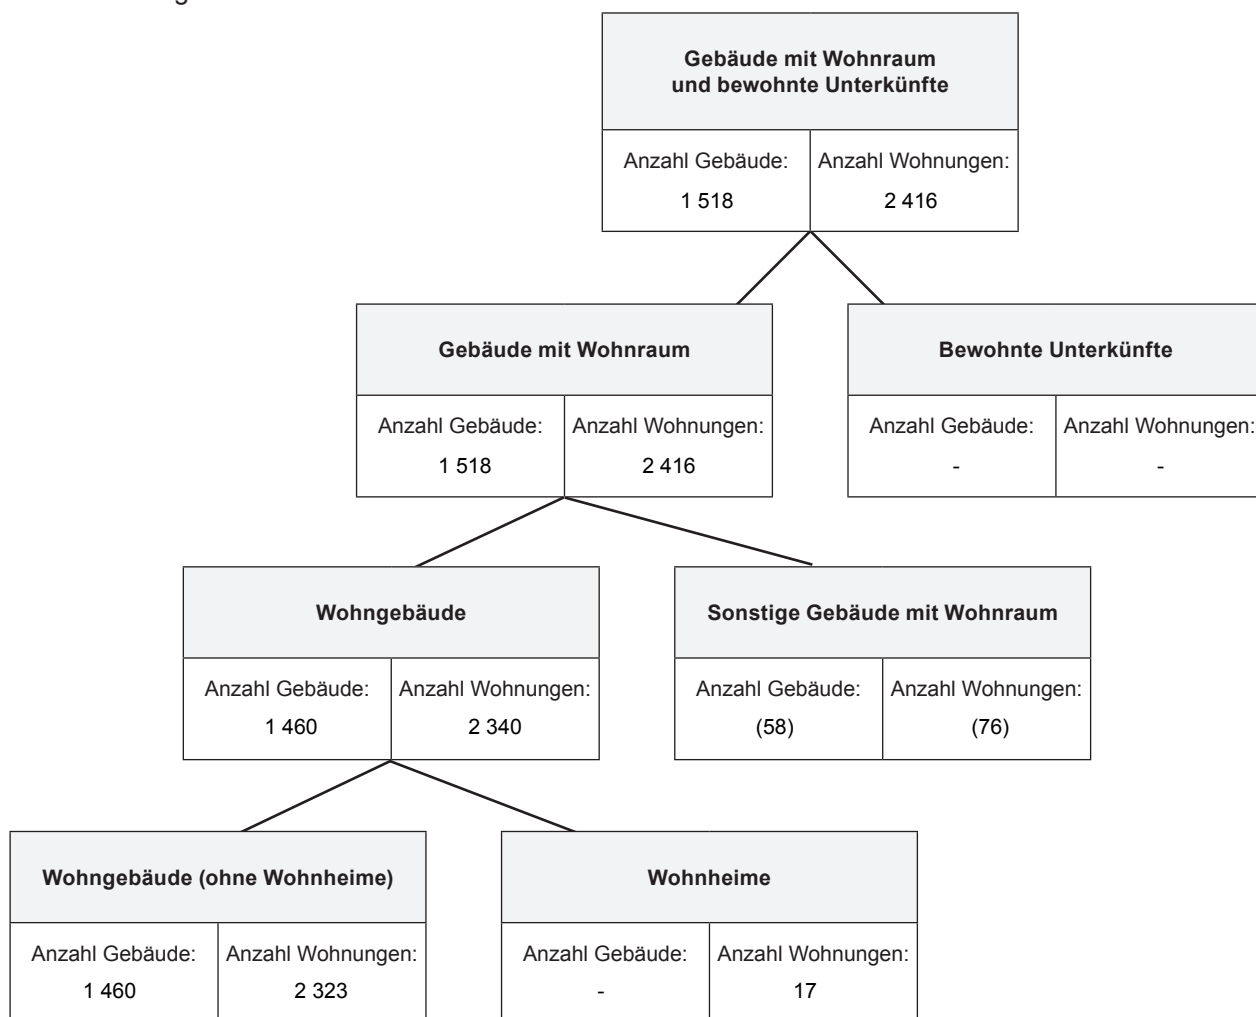 Gebäude mit Wohnraum
und bewohnte Unterkünfte
Anzahl Gebäude: Anzahl Wohnungen:
1 518 2 416
Gebäude mit Wohnraum Bewohnte Unterkünfte
Anzahl Gebäude: Anzahl Wohnungen: Anzahl Gebäude: Anzahl Wohnungen:
1 518 2 416 - -
Wohngebäude Sonstige Gebäude mit Wohnraum
Anzahl Gebäude: Anzahl Wohnungen: Anzahl Gebäude: Anzahl Wohnungen:
1 460 2 340 (58) (76)
Wohngebäude (ohne Wohnheime) Wohnheime
Anzahl Gebäude: Anzahl Wohnungen: Anzahl Gebäude: Anzahl Wohnungen:
1 460 2 323 - 17